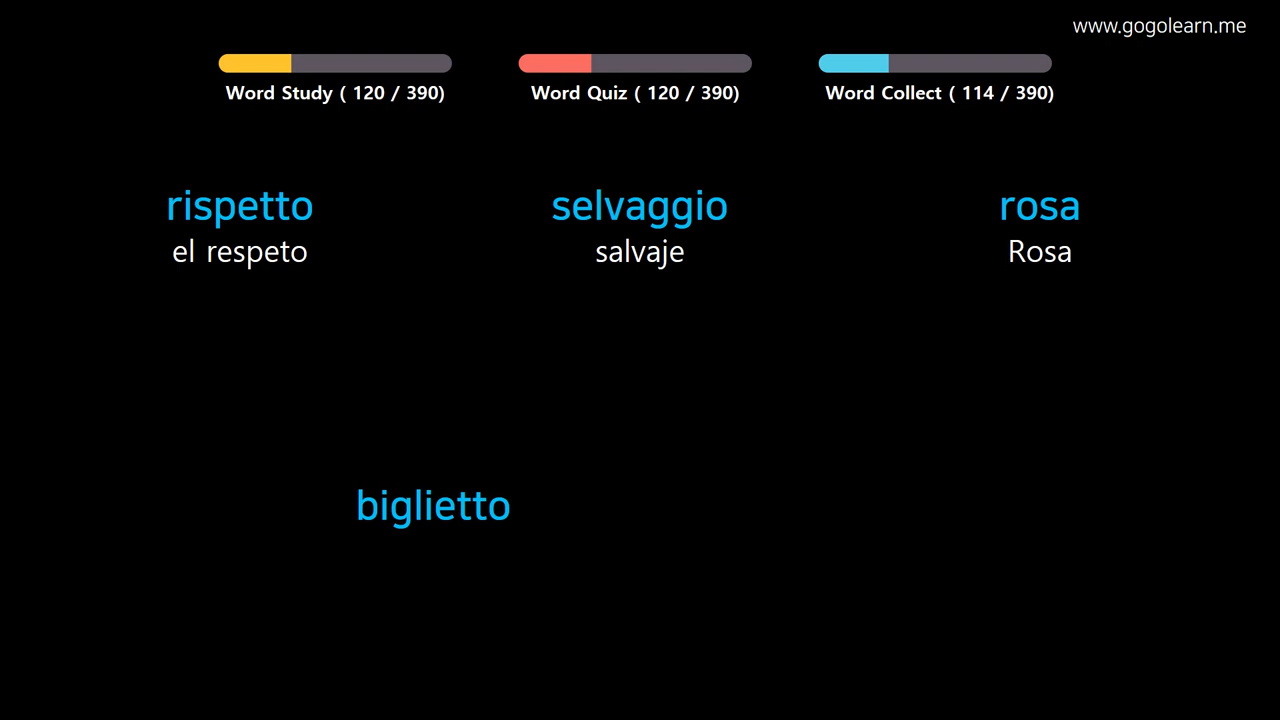 www.gogolearn.me
Word Study ( 120 / 390)
Word Quiz ( 120 / 390)
Word Collect ( 114 / 390)
rispetto
selvaggio
rosa
el respeto
salvaje
Rosa
biglietto